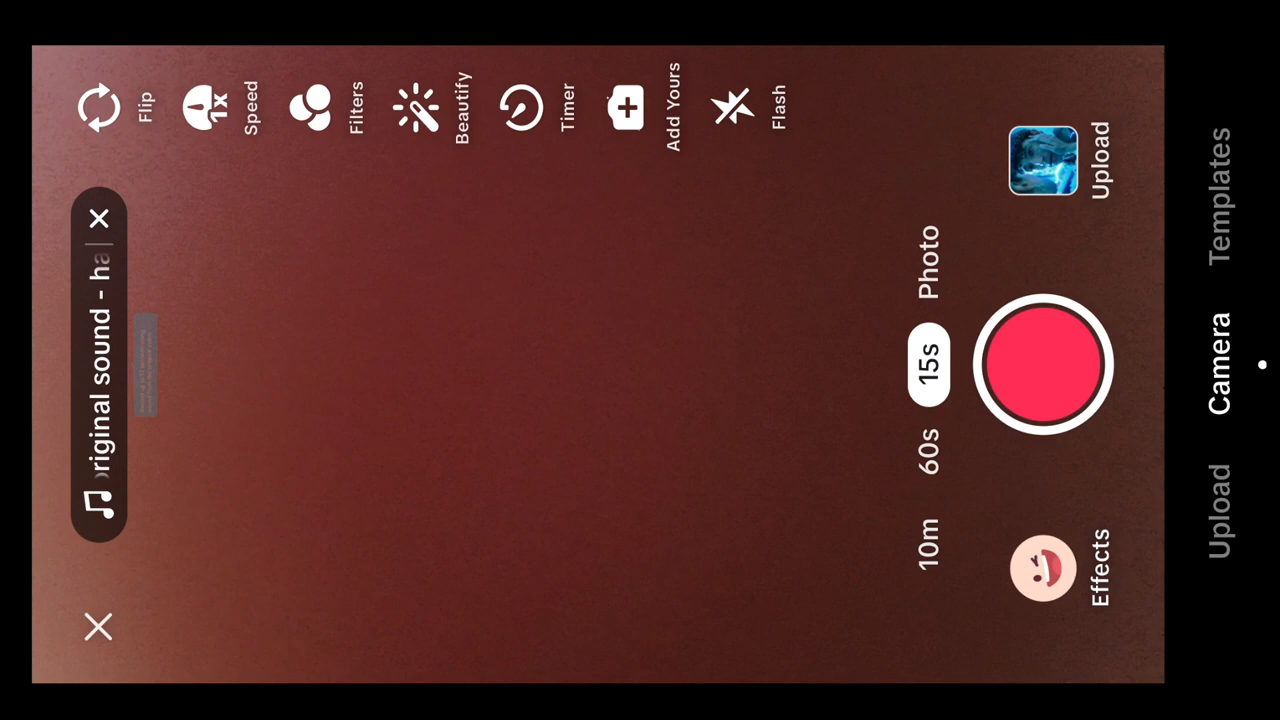 riginal sound - ha
Flip
1x
Speed
Filters
Beautify
Timer
Add Yours
Flash
10m 60s 15s Photo
Effects
Upload
Upload Camera Templates